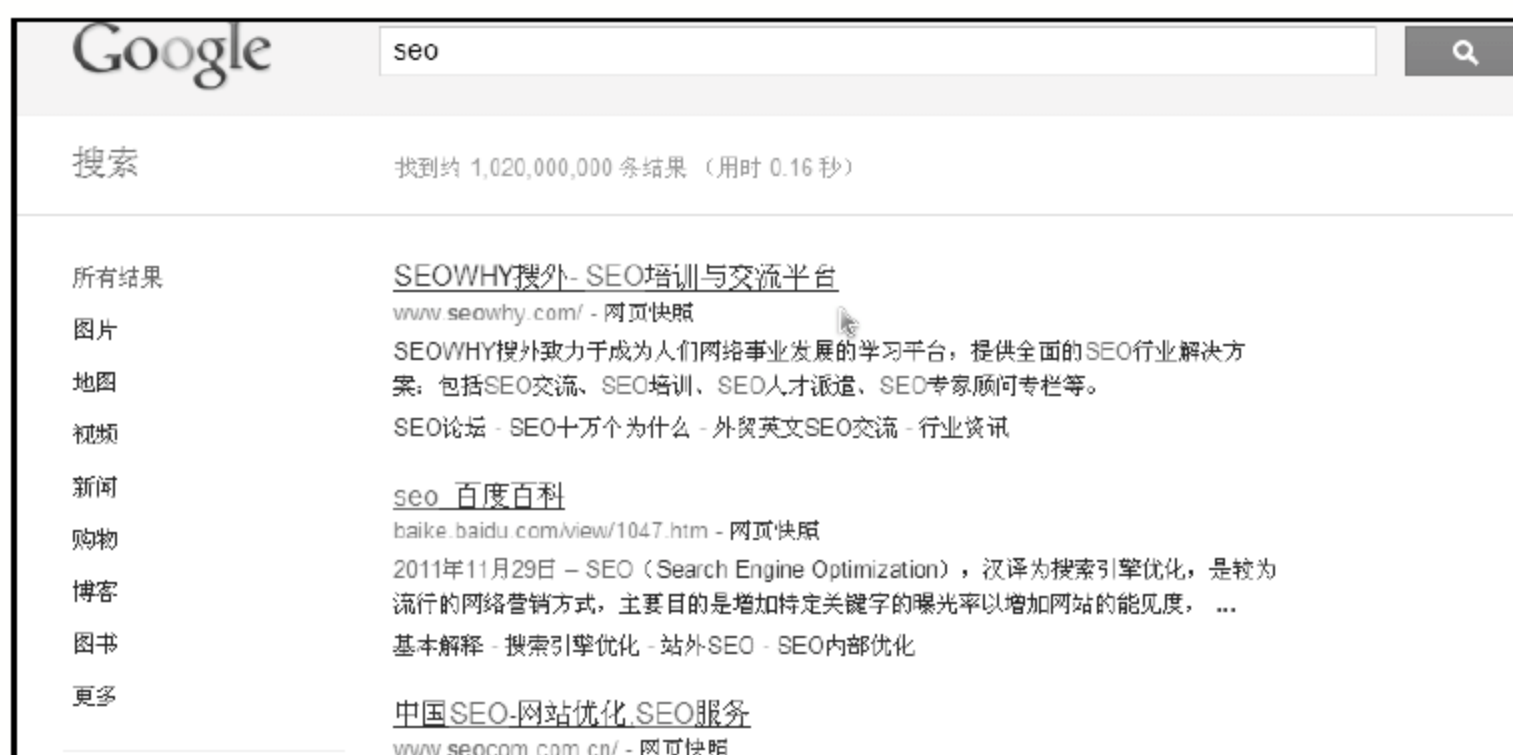 Google
seo
搜索
找到约 1,020,000,000 条结果 （用时 0.16 秒）
所有结果
图片
地图
视频
新闻
购物
博客
图书
更多
SEOWHY搜外- SEO培训与交流平台
www.seowhy.com/ - 网页快照
SEOWHY搜外致力于成为人们网络事业发展的学习平台，提供全面的SEO行业解决方
案：包括SEO交流、SEO培训、SEO人才派遣、SEO专家顾问专栏等。
SEO论坛 - SEO十万个为什么 - 外贸英文SEO交流 - 行业资讯
seo_百度百科
baike.baidu.com/view/1047.htm - 网页快照
2011年11月29日 – SEO（Search Engine Optimization），汉译为搜索引擎优化，是较为
流行的网络营销方式，主要目的是增加特定关键字的曝光率以增加网站的能见度， ...
基本解释 - 搜索引擎优化 - 站外SEO - SEO内部优化
中国SEO-网站优化,SEO服务
www.seocom.com.cn/ - 网页快照